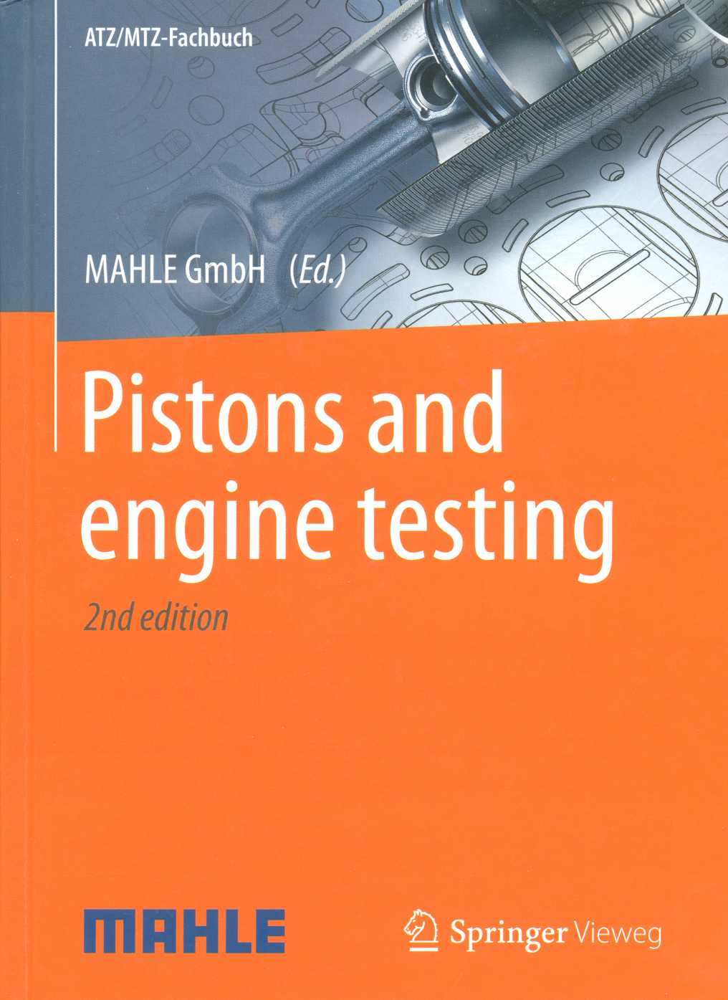 ATZ/MTZ-Fachbuch
MAHLE GmbH (Ed.)
Pistons and
engine testing
2nd edition
MAHLE
Springer Vieweg